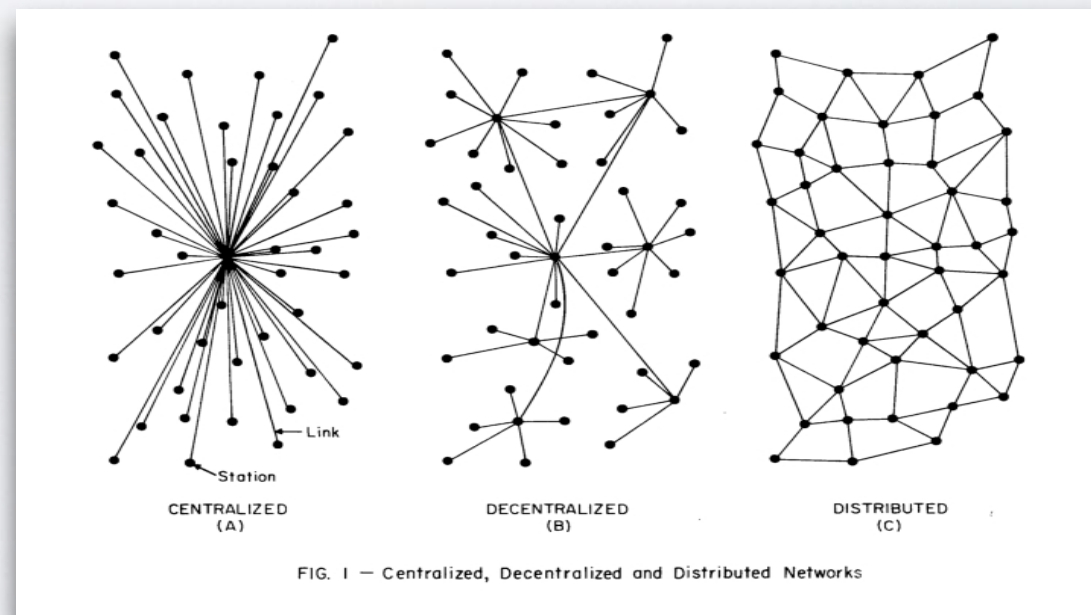 Link
Station
CENTRALIZED
(A)
DECENTRALIZED
(B)
DISTRIBUTED
(C)
FIG. I — Centralized, Decentralized and Distributed Networks